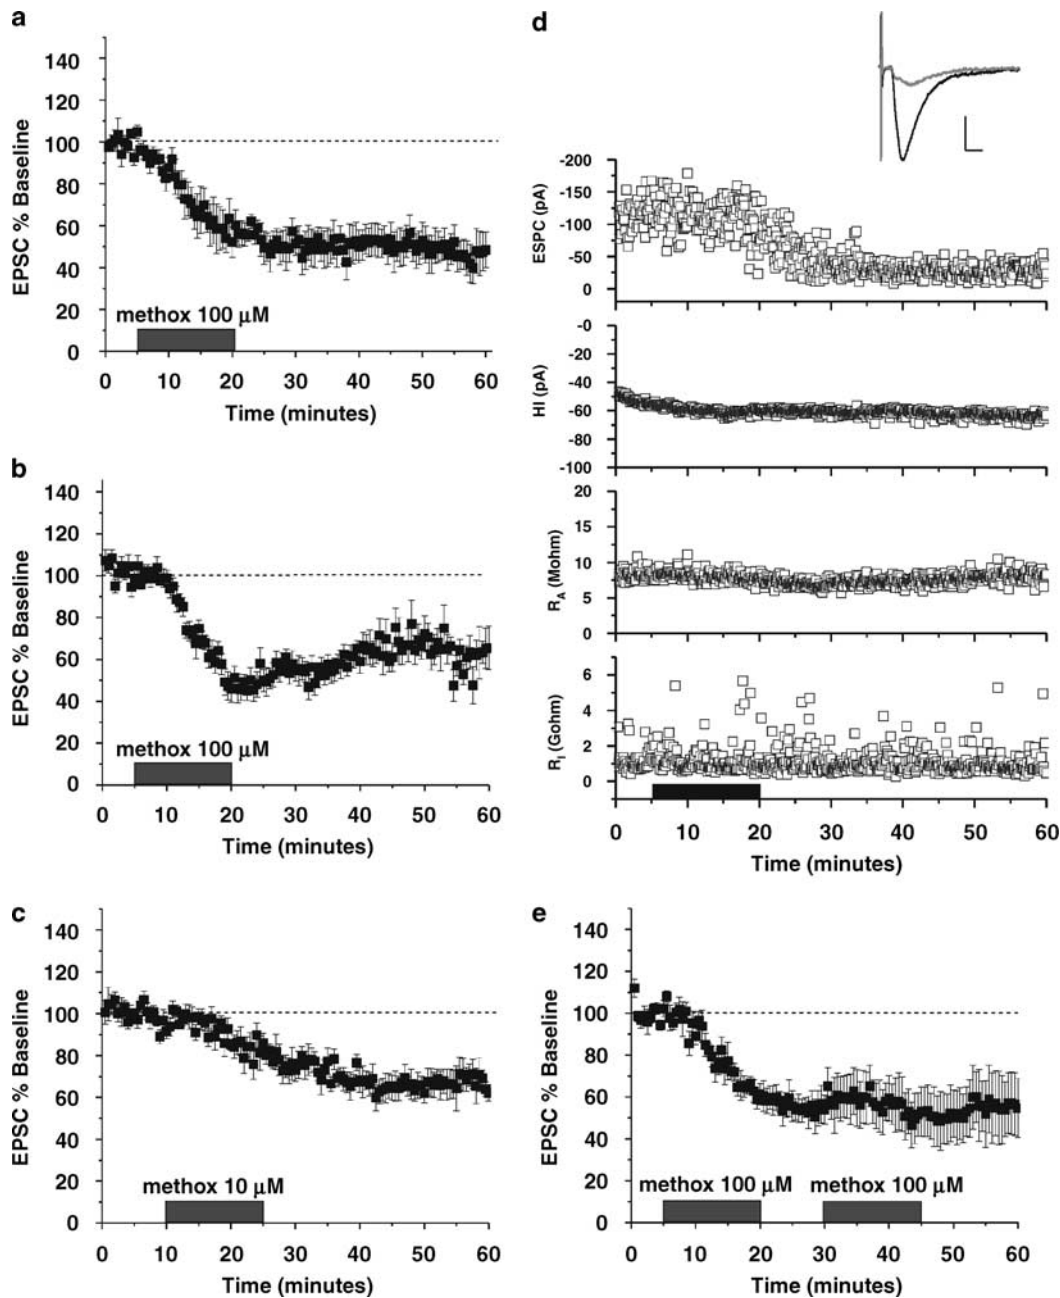 a
140
120
100
80
60
40
20
0
EPSC % Baseline
methox 100 μM
0 10 20 30 40 50 60
Time (minutes)
b
140
120
100
80
60
40
20
0
EPSC % Baseline
methox 100 μM
0 10 20 30 40 50 60
Time (minutes)
c
140
120
100
80
60
40
20
0
EPSC % Baseline
methox 10 μM
0 10 20 30 40 50 60
Time (minutes)
d
-200
-150
-100
-50
0
ESPC (pA)
-0
-20
-40
-60
-80
-100
HI (pA)
20
15
10
5
0
RA (Mohm)
6
4
2
0
RI (Gohm)
0 10 20 30 40 50 60
Time (minutes)
e
140
120
100
80
60
40
20
0
EPSC % Baseline
methox 100 μM methox 100 μM
0 10 20 30 40 50 60
Time (minutes)